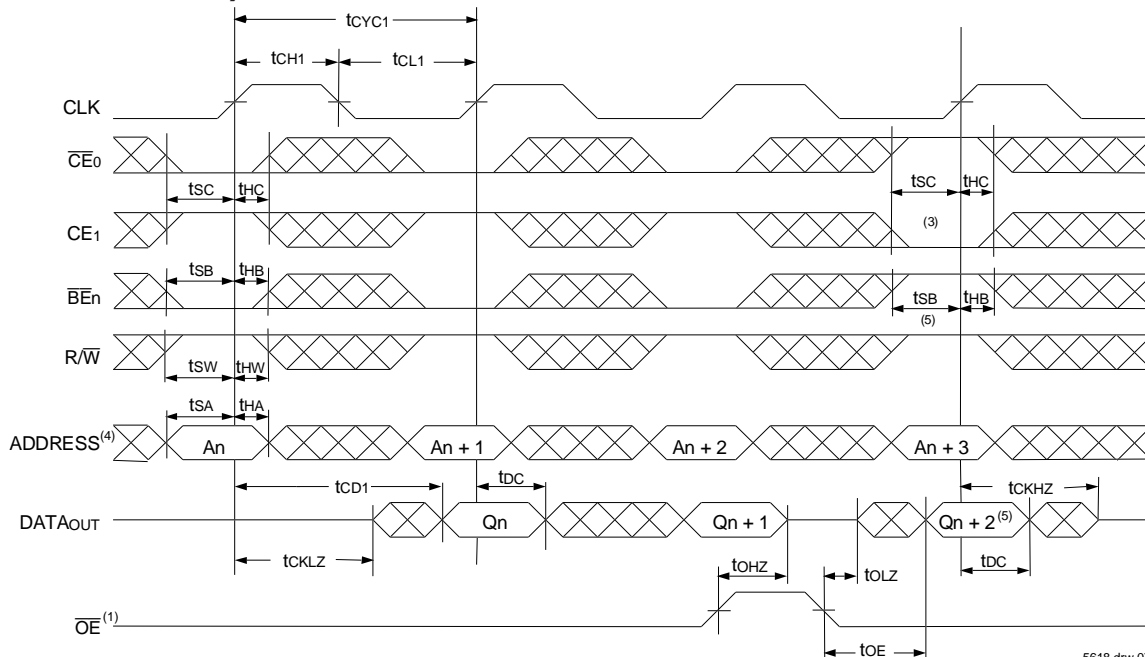 tCYC1
tCH1 tCL1
CLK
CE0
tSC tHC tSC tHC
CE1 (3)
tSB tHB
BEn tSB tHB
(5)
R/W
tSW tHW
tSA tHA
ADDRESS(4) An An + 1 An + 2 An + 3
tCD1 tDC tCKHZ
DATAOUT Qn Qn + 1 Qn + 2(5)
tCKLZ tOHZ tOLZ tDC
OE(1)
tOE